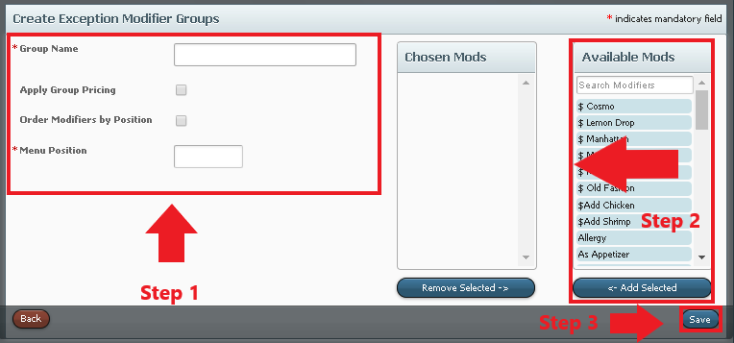 Create Exception Modifier Groups
* indicates mandatory field
* Group Name
Apply Group Pricing
Order Modifiers by Position
* Menu Position
Chosen Mods
Available Mods
Search Modifiers
$ Cosmo
$ Lemon Drop
$ Manhattan
$ Old Fashion
$Add Chicken
$Add Shrimp
Allergy
As Appetizer
Step 2
Step 1
Remove Selected ->
<- Add Selected
Back
Step 3
Save